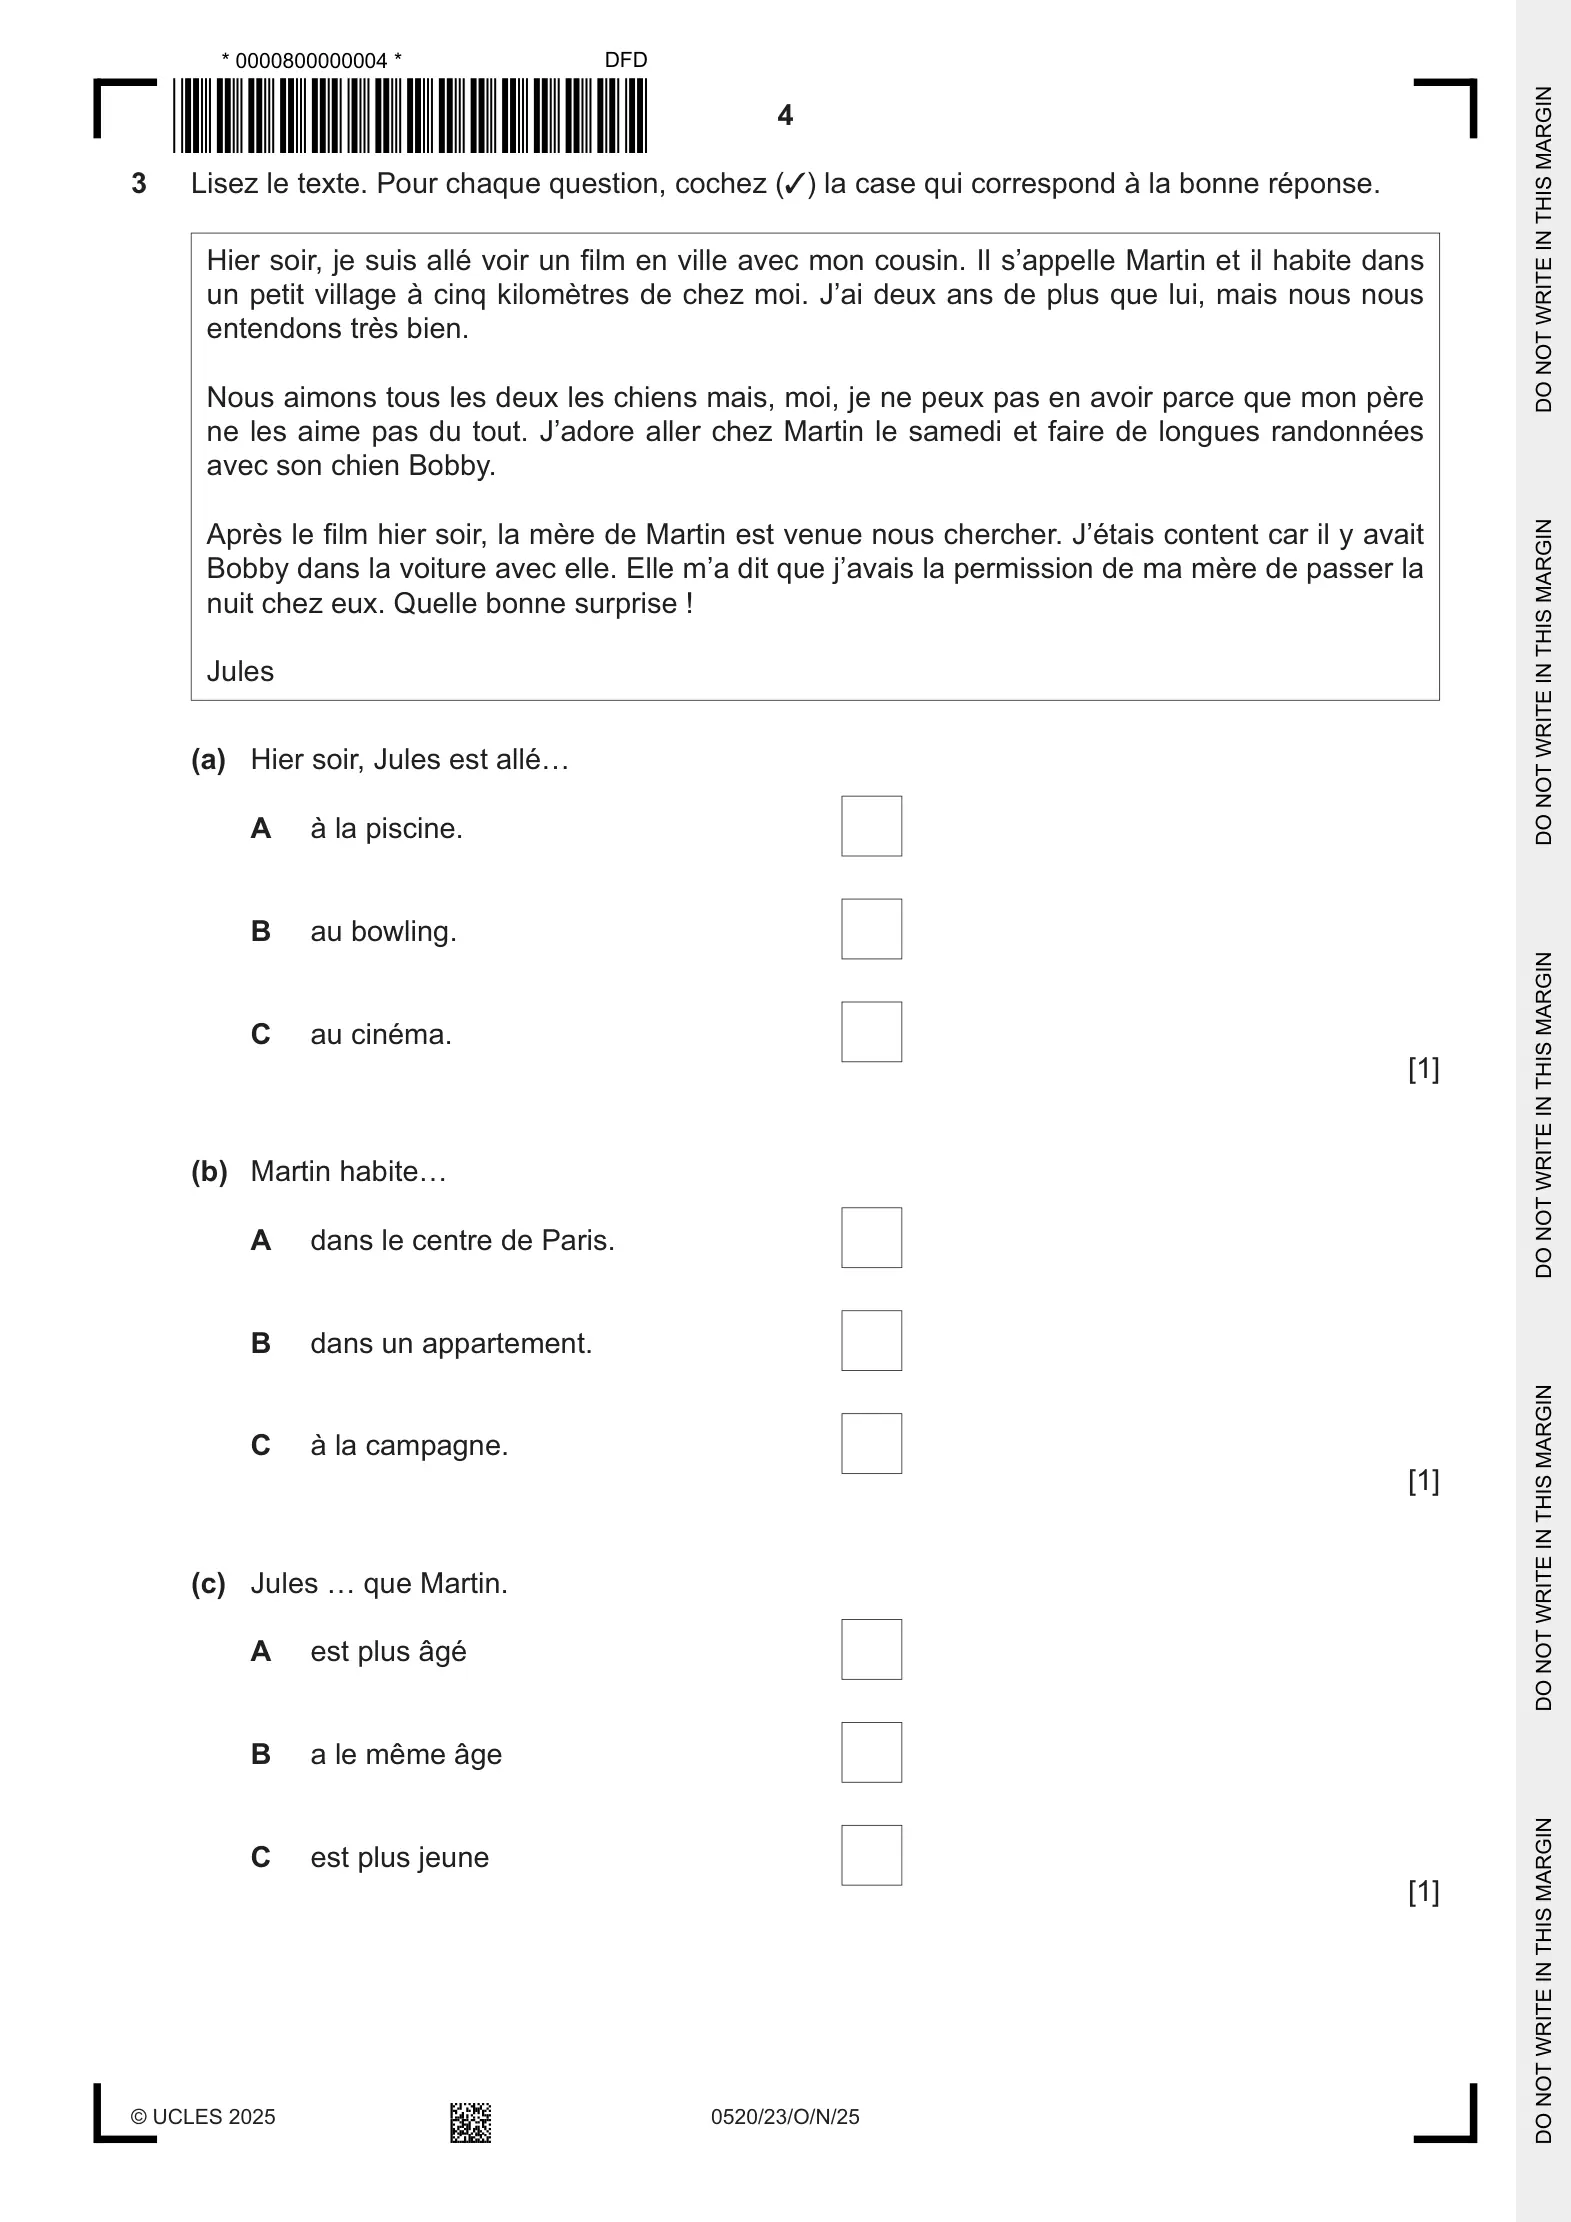 * 0000800000004 *
DFD
4
3 Lisez le texte. Pour chaque question, cochez (✓) la case qui correspond à la bonne réponse.
Hier soir, je suis allé voir un film en ville avec mon cousin. Il s’appelle Martin et il habite dans
un petit village à cinq kilomètres de chez moi. J’ai deux ans de plus que lui, mais nous nous
entendons très bien.
Nous aimons tous les deux les chiens mais, moi, je ne peux pas en avoir parce que mon père
ne les aime pas du tout. J’adore aller chez Martin le samedi et faire de longues randonnées
avec son chien Bobby.
Après le film hier soir, la mère de Martin est venue nous chercher. J’étais content car il y avait
Bobby dans la voiture avec elle. Elle m’a dit que j’avais la permission de ma mère de passer la
nuit chez eux. Quelle bonne surprise !
Jules
(a) Hier soir, Jules est allé…
A à la piscine.
B au bowling.
C au cinéma.
[1]
(b) Martin habite…
A dans le centre de Paris.
B dans un appartement.
C à la campagne.
[1]
(c) Jules … que Martin.
A est plus âgé
B a le même âge
C est plus jeune
[1]
© UCLES 2025
0520/23/O/N/25
DO NOT WRITE IN THIS MARGIN
DO NOT WRITE IN THIS MARGIN
DO NOT WRITE IN THIS MARGIN
DO NOT WRITE IN THIS MARGIN
DO NOT WRITE IN THIS MARGIN